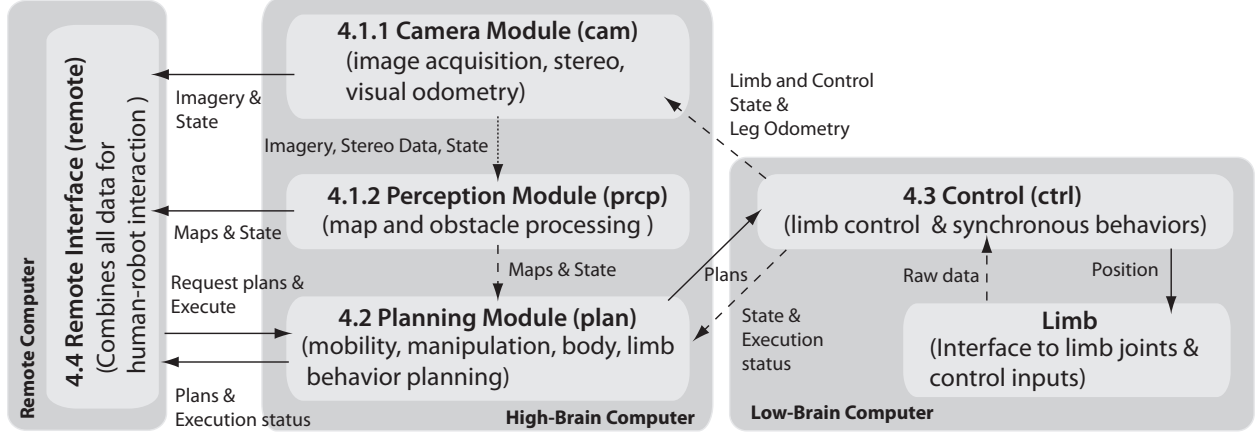 Remote Computer
4.4 Remote Interface (remote)
(Combines all data for
human-robot interaction )
Imagery &
State
Maps & State
Request plans &
Execute
Plans &
Execution status
4.1.1 Camera Module (cam)
(image acquisition, stereo,
visual odometry)
Imagery, Stereo Data, State
4.1.2 Perception Module (prcp)
(map and obstacle processing )
Maps & State
4.2 Planning Module (plan)
(mobility, manipulation, body, limb
behavior planning)
High-Brain Computer
Limb and Control
State &
Leg Odometry
Plans
State &
Execution
status
4.3 Control (ctrl)
(limb control & synchronous behaviors)
Raw data
Position
Limb
(Interface to limb joints &
control inputs)
Low-Brain Computer